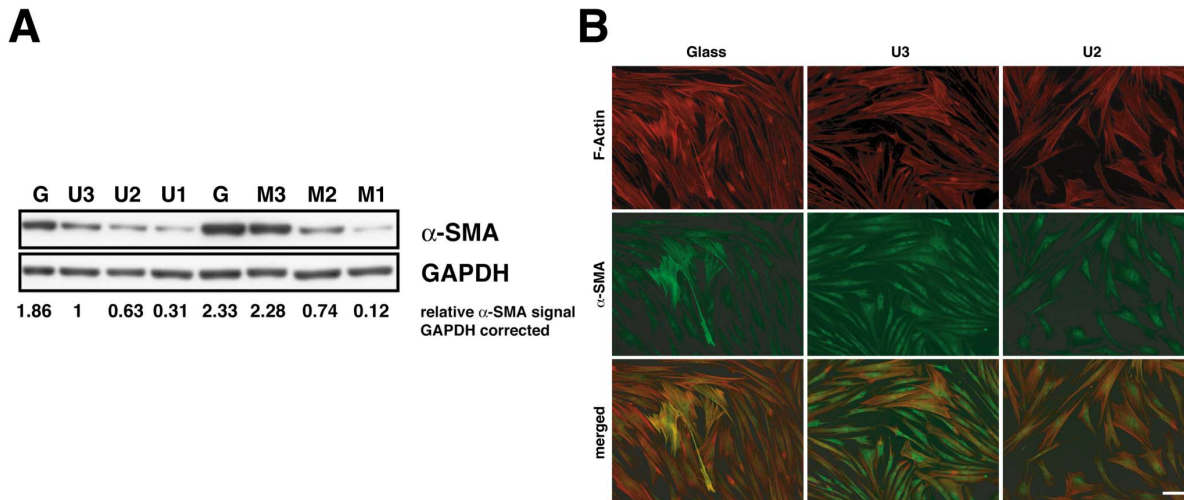 A
G U3 U2 U1 G M3 M2 M1
α-SMA
GAPDH
1.86 1 0.63 0.31 2.33 2.28 0.74 0.12
relative α-SMA signal
GAPDH corrected
B
Glass U3 U2
F-Actin
α-SMA
merged